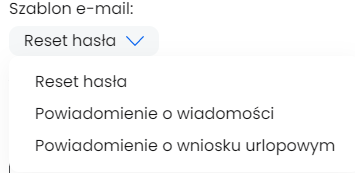 Szablon e-mail:
Reset hasła
Reset hasła
Powiadomienie o wiadomości
Powiadomienie o wniosku urlopowym